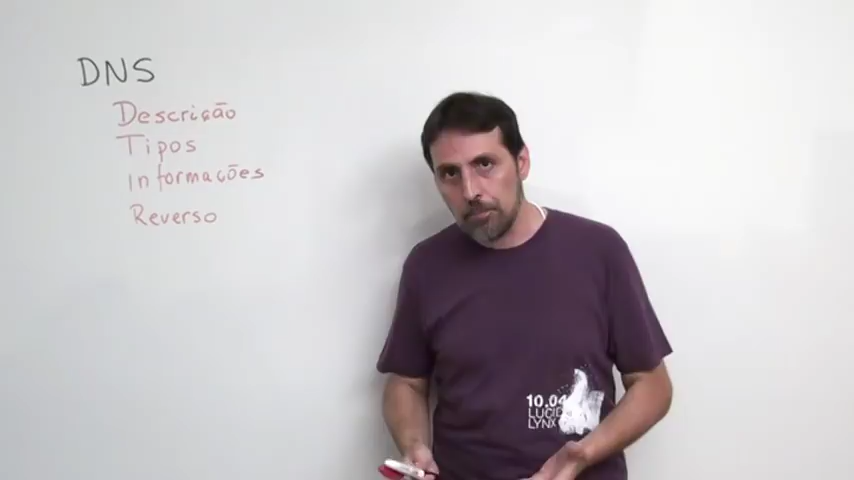 DNS
Descrição
Tipos
Informações
Reverso
10.04
LUCID
LYNX